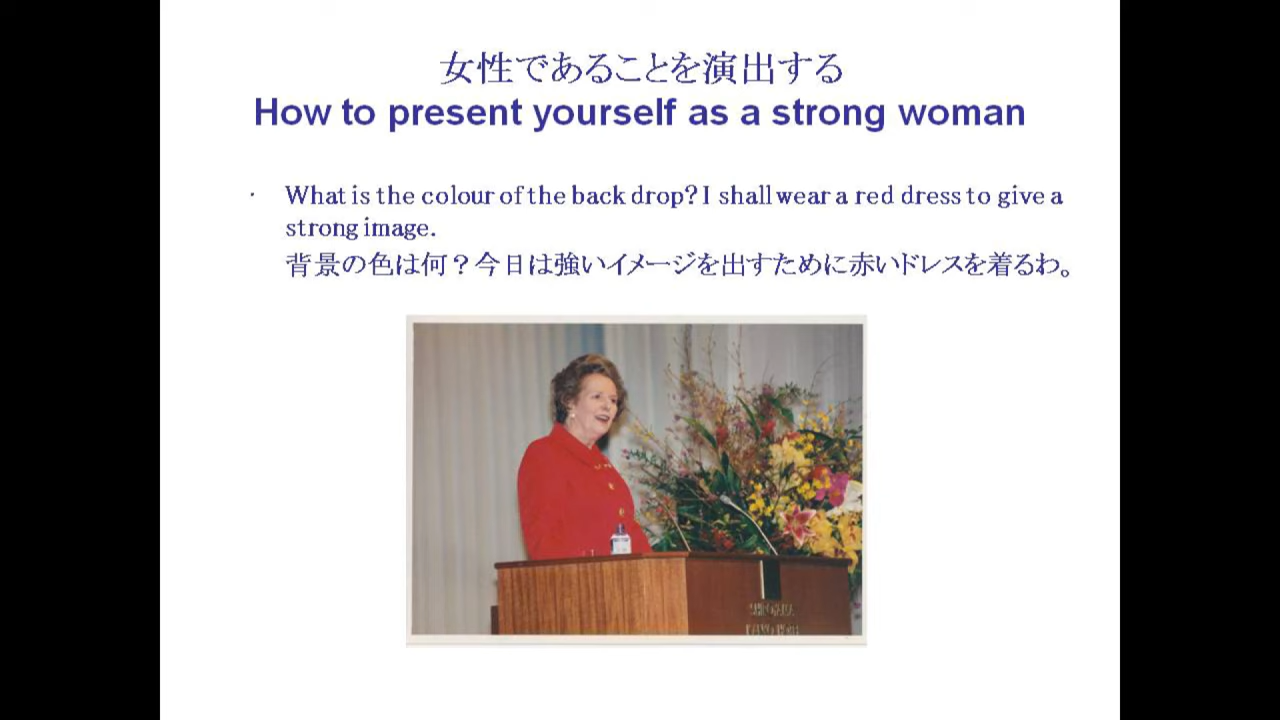 女性であることを演出する
How to present yourself as a strong woman
· What is the colour of the back drop? I shall wear a red dress to give a
strong image.
背景の色は何？今日は強いイメージを出すために赤いドレスを着るわ。